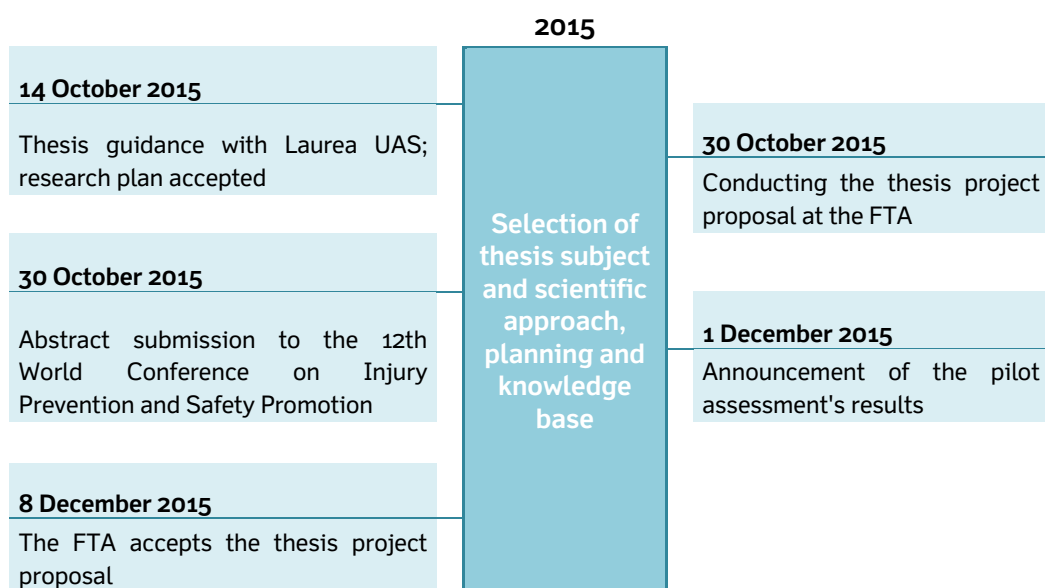 2015
14 October 2015
Thesis guidance with Laurea UAS;
research plan accepted
30 October 2015
Conducting the thesis project
proposal at the FTA
Selection of
thesis subject
and scientific
approach,
planning and
knowledge
base
30 October 2015
Abstract submission to the 12th
World Conference on Injury
Prevention and Safety Promotion
1 December 2015
Announcement of the pilot
assessment's results
8 December 2015
The FTA accepts the thesis project
proposal